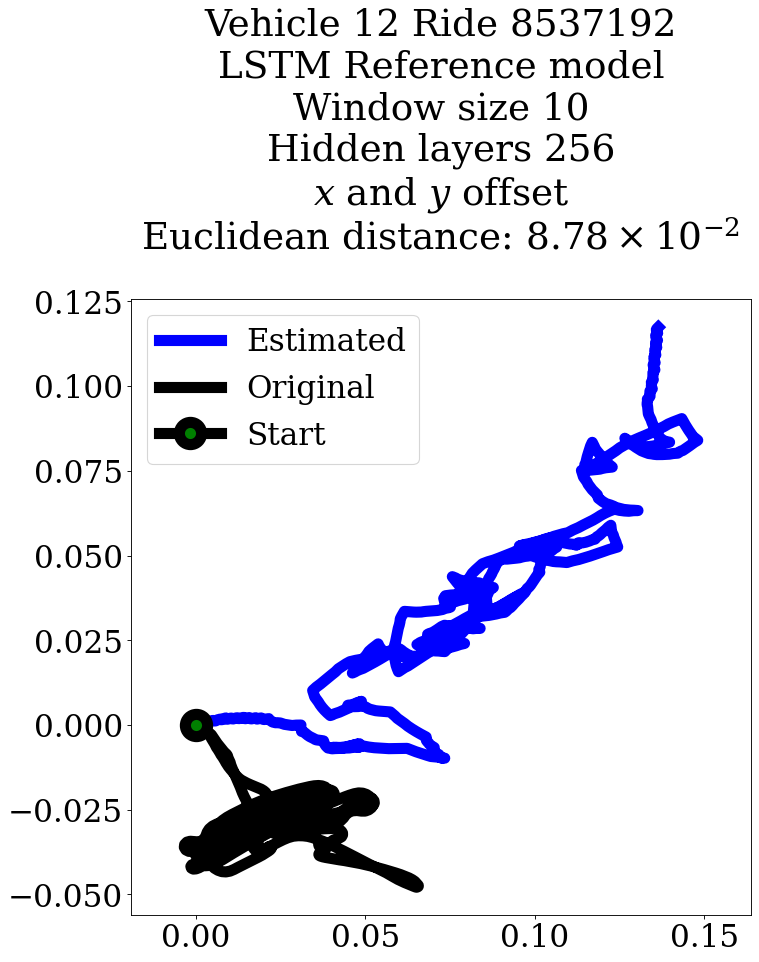 Vehicle 12 Ride 8537192
LSTM Reference model
Window size 10
Hidden layers 256
x and y offset
Euclidean distance: 8.78 × 10⁻²
0.125
0.100
0.075
0.050
0.025
0.000
−0.025
−0.050
Estimated
Original
Start
0.00 0.05 0.10 0.15